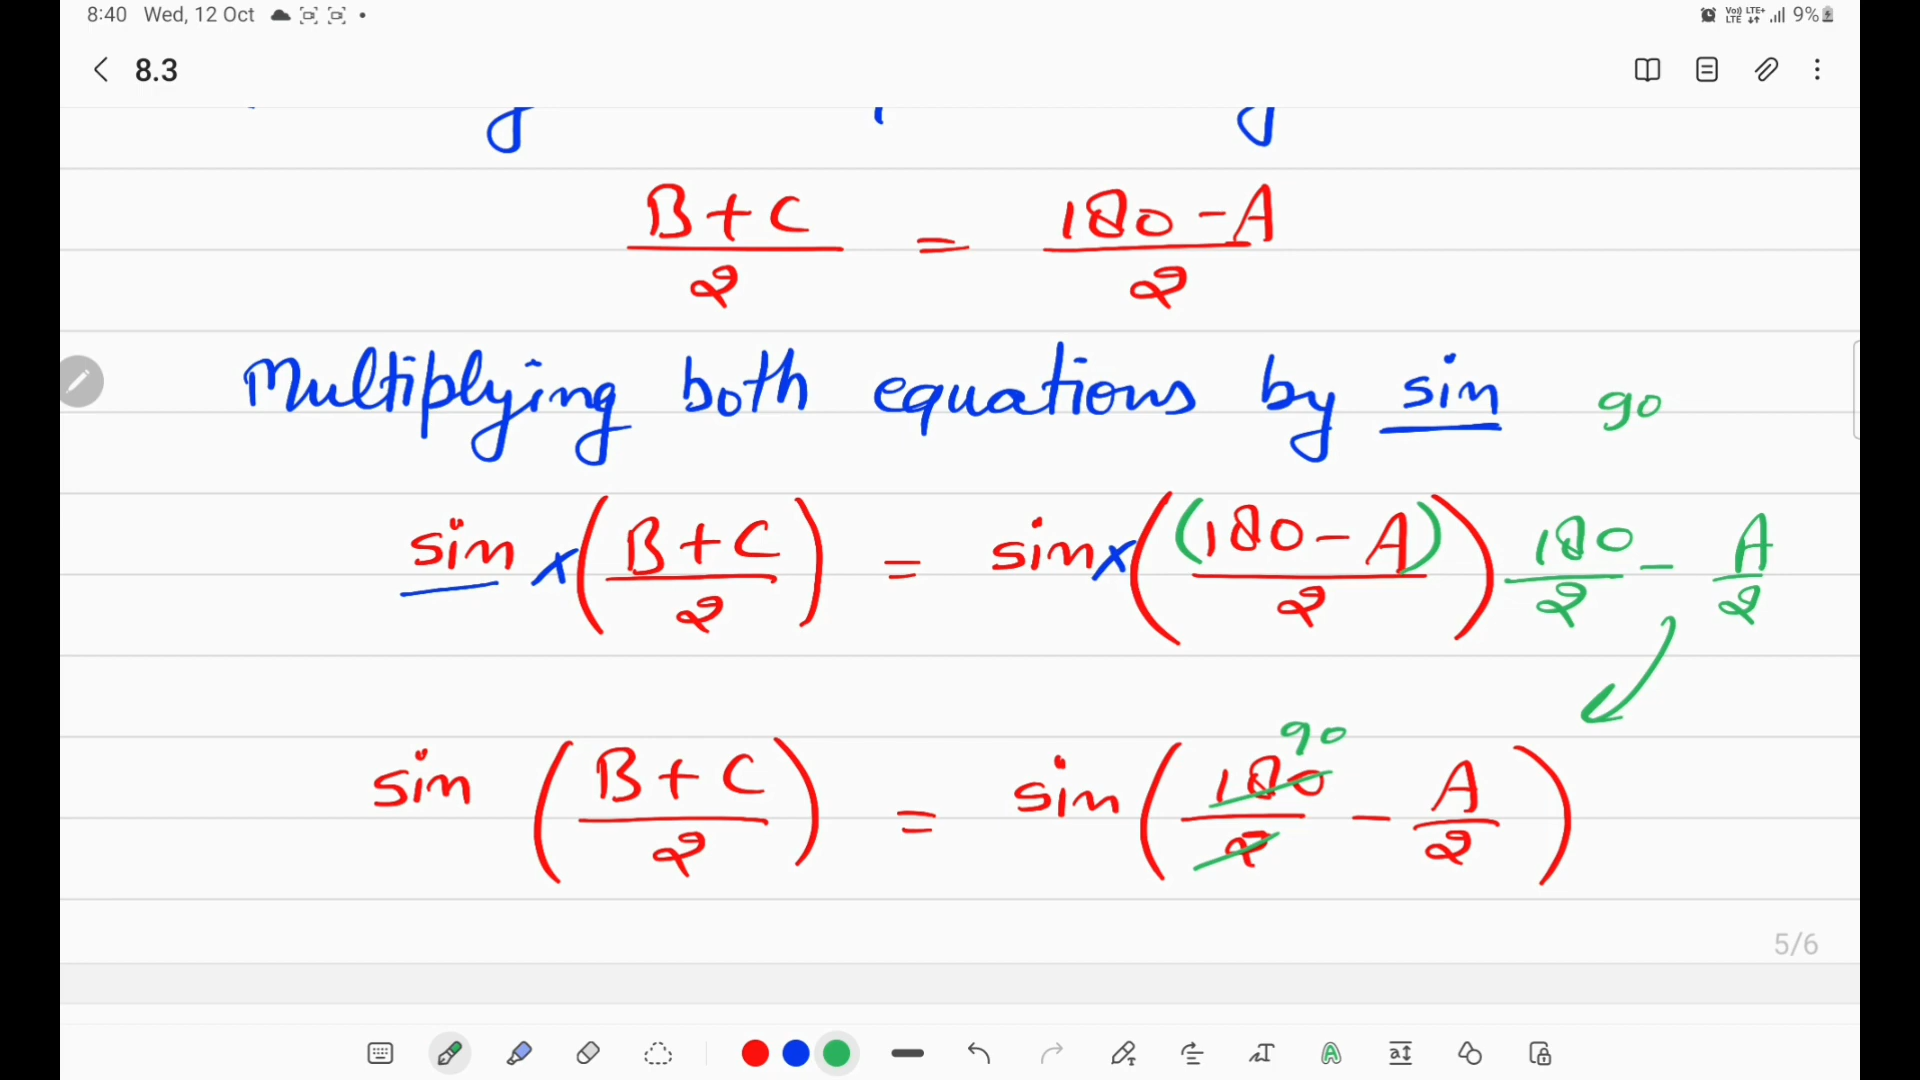 8:40 Wed, 12 Oct 9%
8.3
B+C/2 = 180-A/2
Multiplying both equations by sin 90
sin x (B+C/2) = sin x ((180-A)/2) 180/2 - A/2
90
sin (B+C/2) = sin (180/2 - A/2)
5/6